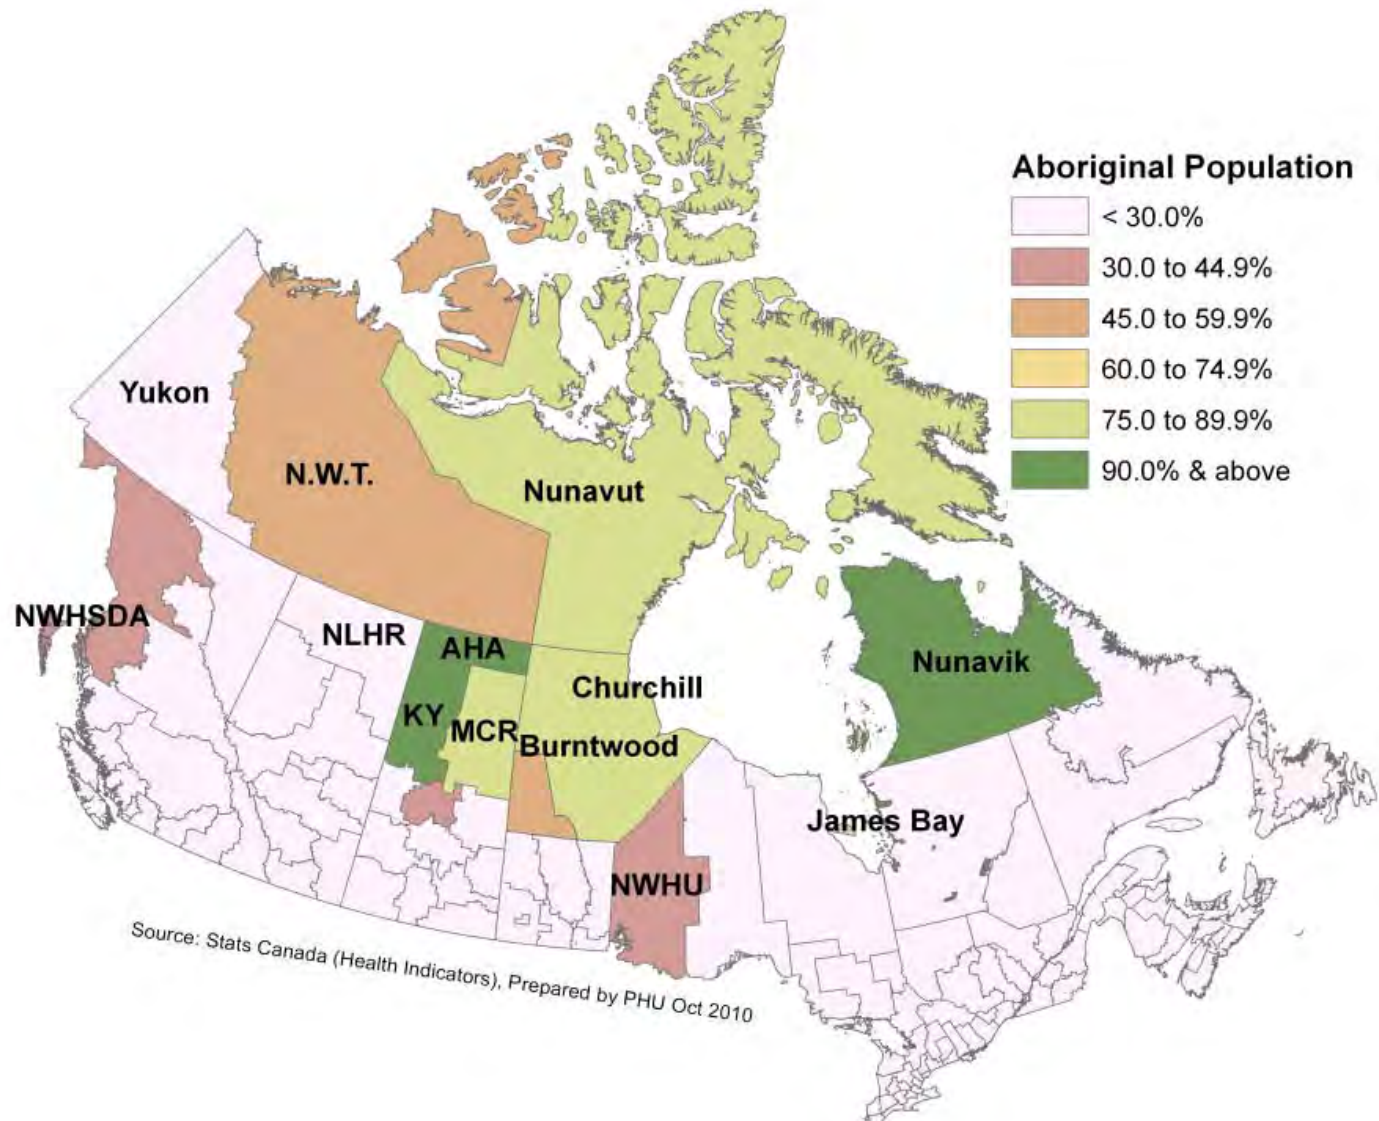 Aboriginal Population
< 30.0%
30.0 to 44.9%
45.0 to 59.9%
60.0 to 74.9%
75.0 to 89.9%
90.0% & above
Yukon
N.W.T.
Nunavut
NWHSDA
NLHR
AHA
Churchill
Nunavik
KY
MCR
Burntwood
James Bay
NWHU
Source: Stats Canada (Health Indicators), Prepared by PHU Oct 2010